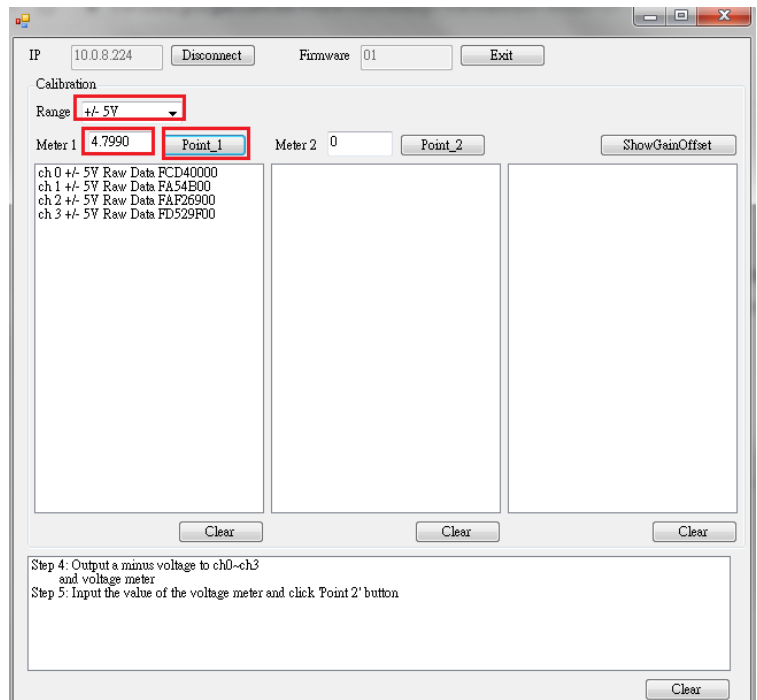 IP 10.0.8.224 Disconnect Firmware 01 Exit
Calibration
Range +/- 5V
Meter 1 4.7990 Point_1 Meter 2 0 Point_2 ShowGainOffset
ch 0 +/- 5V Raw Data FCD40000
ch 1 +/- 5V Raw Data FA54B00
ch 2 +/- 5V Raw Data FAF26900
ch 3 +/- 5V Raw Data FD529F00
Clear Clear Clear
Step 4: Output a minus voltage to ch0~ch3
and voltage meter
Step 5: Input the value of the voltage meter and click 'Point 2' button
Clear